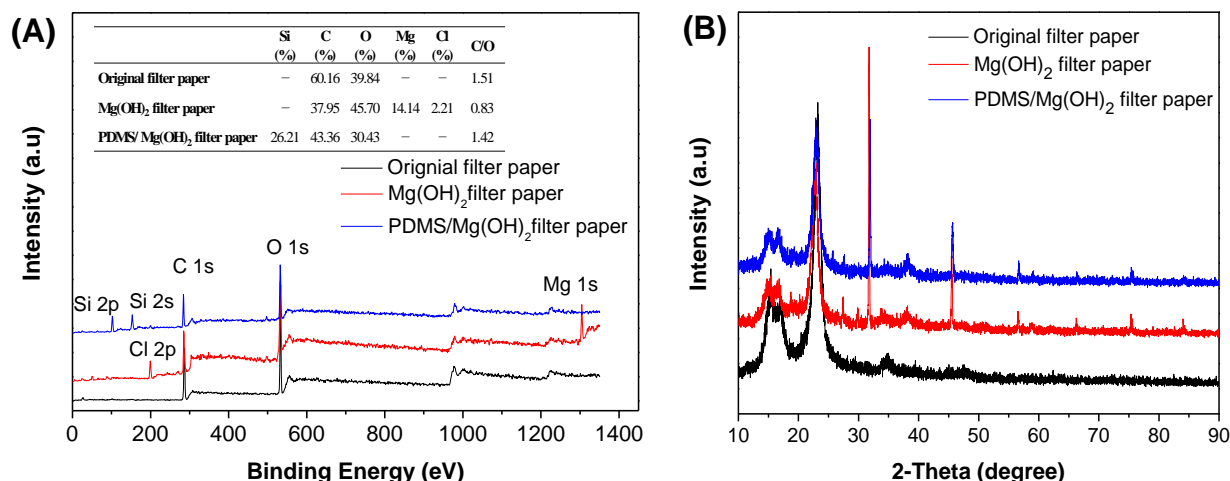 (A)
Si C O Mg Cl C/O
(%) (%) (%) (%) (%)
Original filter paper – 60.16 39.84 – – 1.51
Mg(OH)2 filter paper – 37.95 45.70 14.14 2.21 0.83
PDMS/ Mg(OH)2 filter paper 26.21 43.36 30.43 – – 1.42
Orignial filter paper
Mg(OH)2filter paper
PDMS/Mg(OH)2filter paper
O 1s
C 1s
Mg 1s
Si 2p
Si 2s
Cl 2p
Intensity (a.u)
0 200 400 600 800 1000 1200 1400
Binding Energy (eV)
(B)
Original filter paper
Mg(OH)2 filter paper
PDMS/Mg(OH)2 filter paper
Intensity (a.u)
10 20 30 40 50 60 70 80 90
2-Theta (degree)